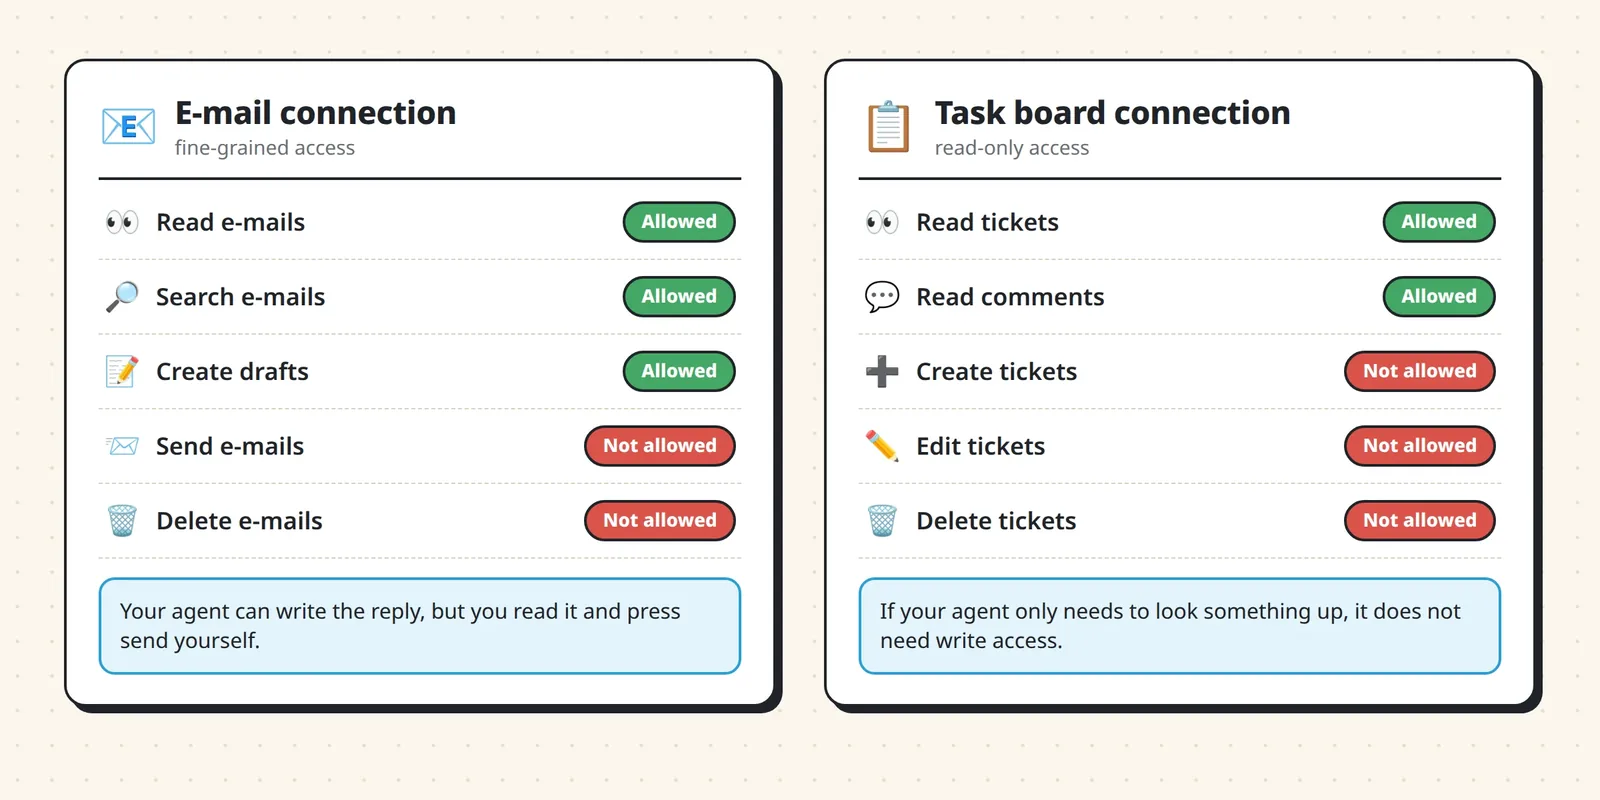 E-mail connection
fine-grained access
Read e-mails Allowed
Search e-mails Allowed
Create drafts Allowed
Send e-mails Not allowed
Delete e-mails Not allowed
Your agent can write the reply, but you read it and press
send yourself.
Task board connection
read-only access
Read tickets Allowed
Read comments Allowed
Create tickets Not allowed
Edit tickets Not allowed
Delete tickets Not allowed
If your agent only needs to look something up, it does not
need write access.